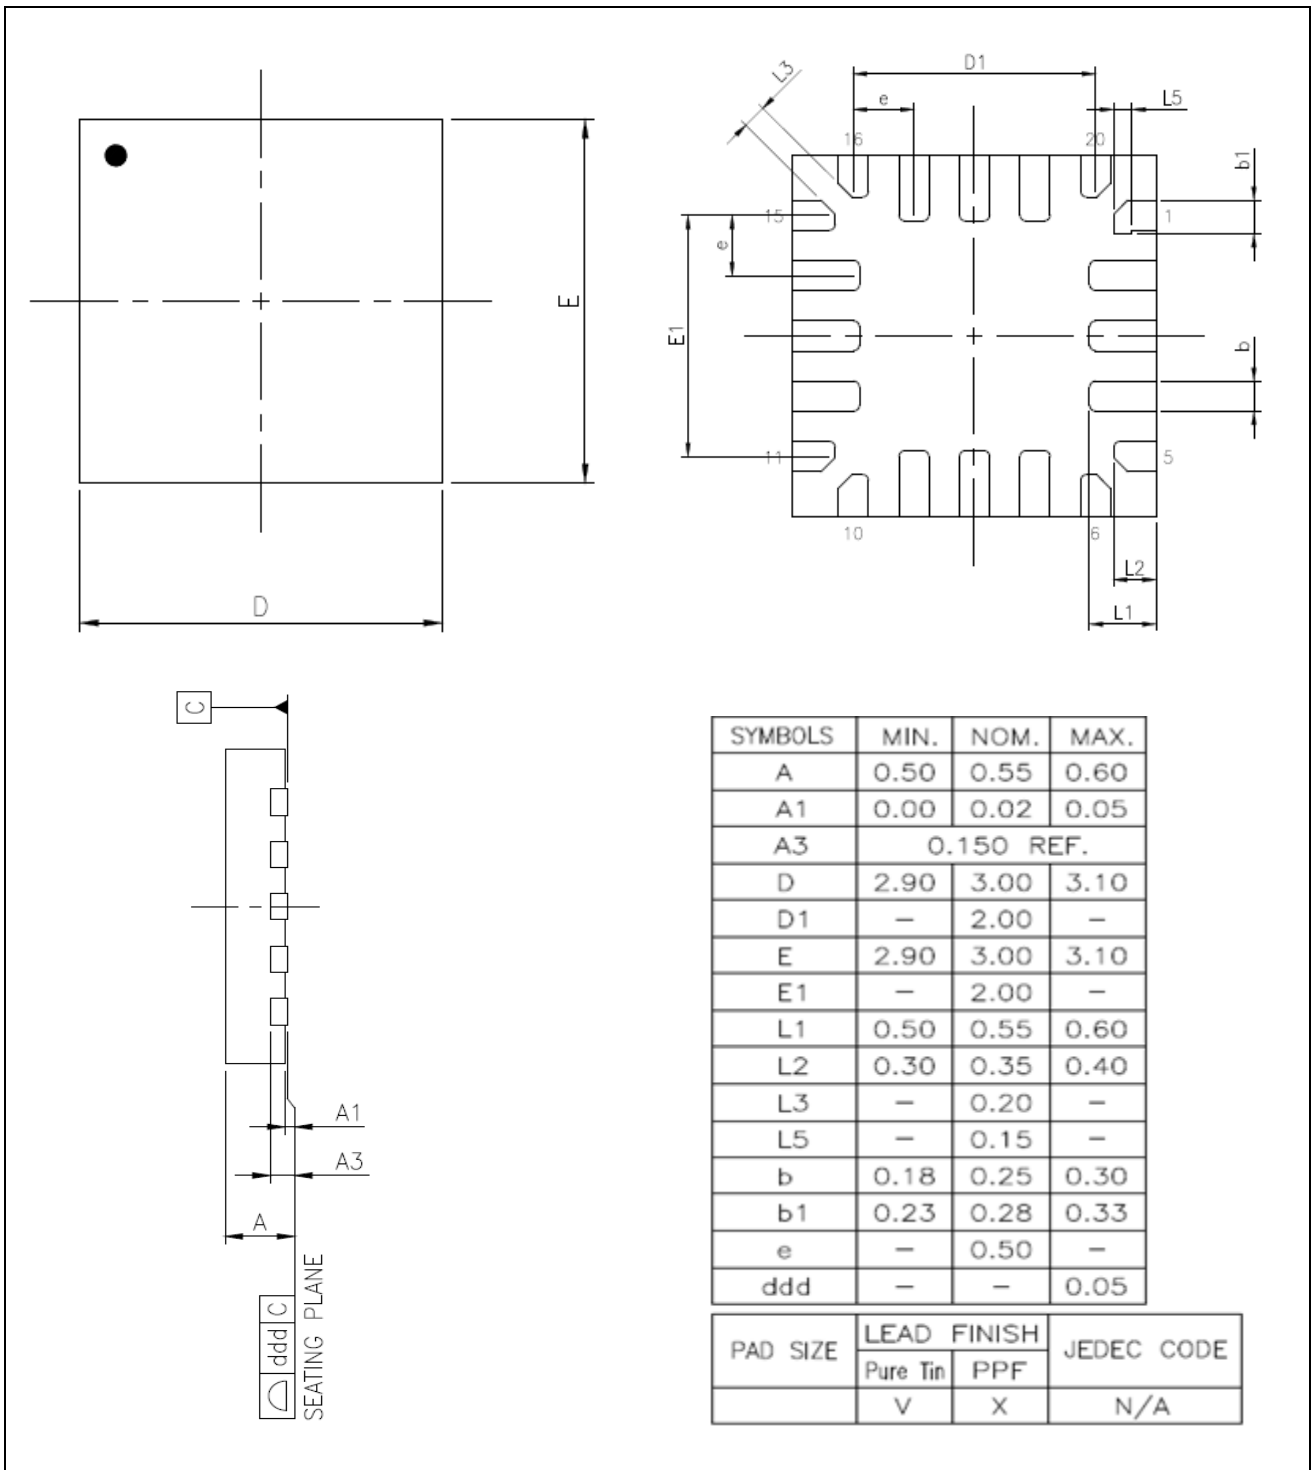 D1
L3
e
L5
16
20
b1
15
1
e
E
E1
b
11
5
10
6
L2
D
L1
C
A1
A3
A
ddd C
SEATING PLANE
SYMBOLS MIN. NOM. MAX.
A 0.50 0.55 0.60
A1 0.00 0.02 0.05
A3 0.150 REF.
D 2.90 3.00 3.10
D1 – 2.00 –
E 2.90 3.00 3.10
E1 – 2.00 –
L1 0.50 0.55 0.60
L2 0.30 0.35 0.40
L3 – 0.20 –
L5 – 0.15 –
b 0.18 0.25 0.30
b1 0.23 0.28 0.33
e – 0.50 –
ddd – – 0.05
PAD SIZE LEAD FINISH JEDEC CODE
Pure Tin PPF
V X N/A